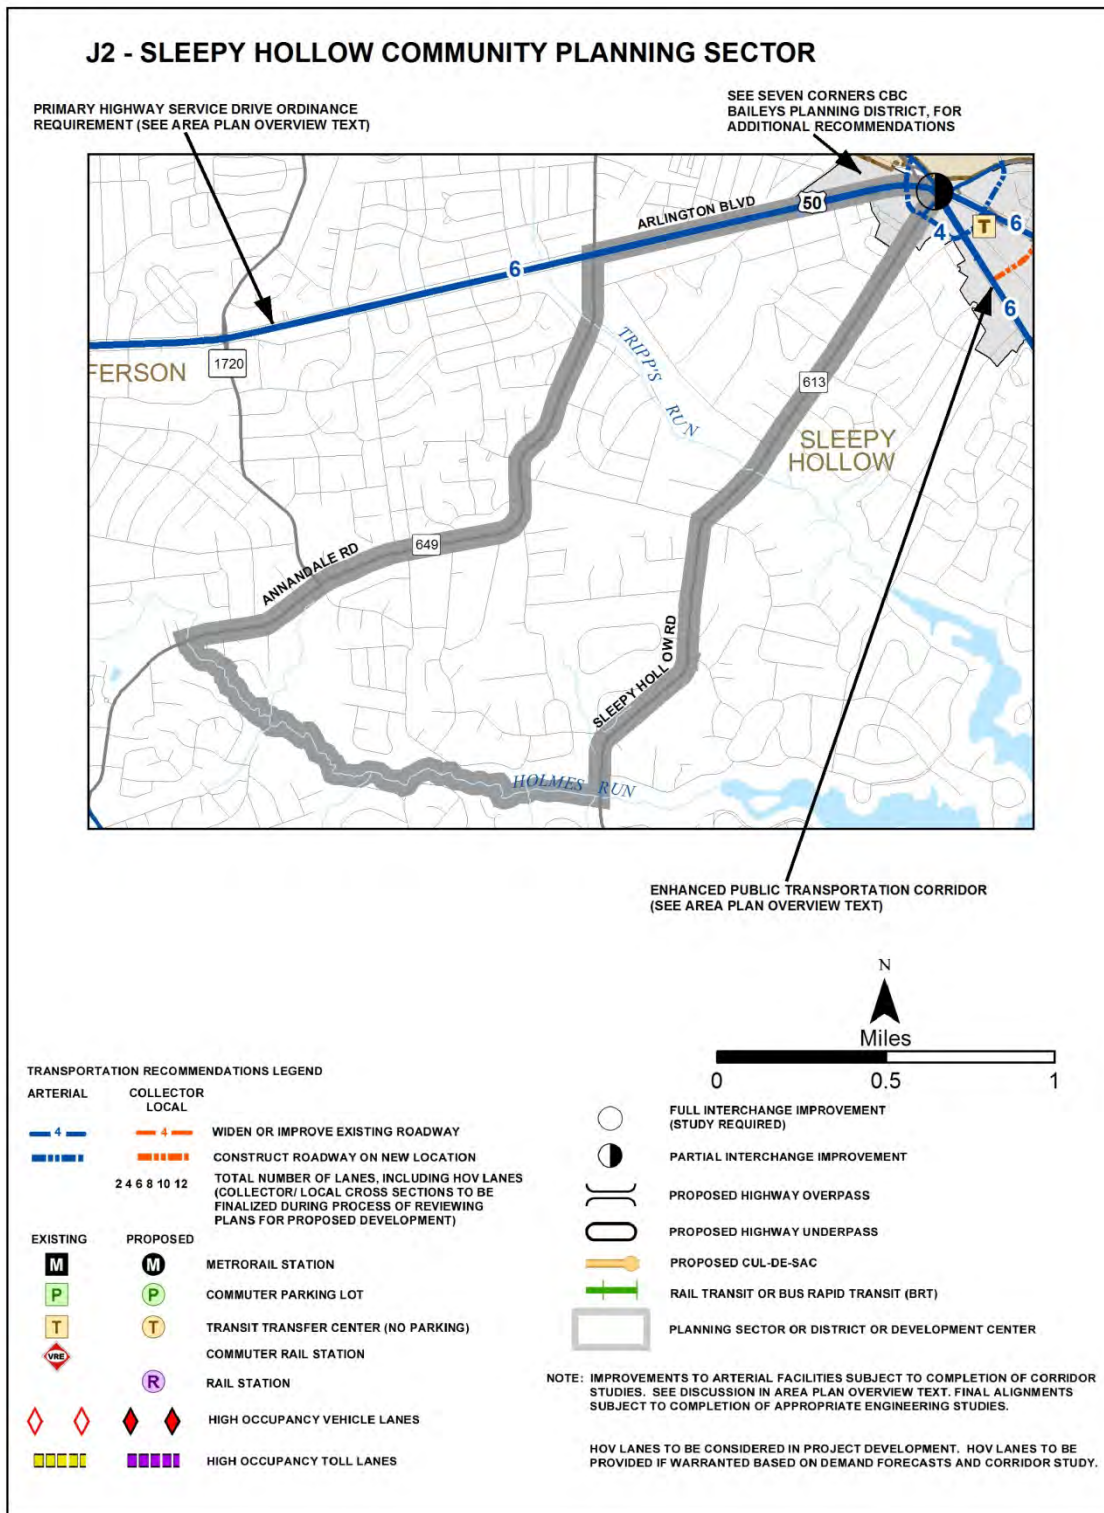 J2 - SLEEPY HOLLOW COMMUNITY PLANNING SECTOR
PRIMARY HIGHWAY SERVICE DRIVE ORDINANCE
REQUIREMENT (SEE AREA PLAN OVERVIEW TEXT)
SEE SEVEN CORNERS CBC
BAILEYS PLANNING DISTRICT, FOR
ADDITIONAL RECOMMENDATIONS
ARLINGTON BLVD
50
6
4
T
6
6
6
TRIPP'S
RUN
1720
FERSON
613
SLEEPY
HOLLOW
649
ANNANDALE RD
SLEEPY HOLLOW RD
HOLMES RUN
ENHANCED PUBLIC TRANSPORTATION CORRIDOR
(SEE AREA PLAN OVERVIEW TEXT)
N
Miles
0 0.5 1
TRANSPORTATION RECOMMENDATIONS LEGEND
ARTERIAL COLLECTOR
LOCAL
4 4 WIDEN OR IMPROVE EXISTING ROADWAY
CONSTRUCT ROADWAY ON NEW LOCATION
2 4 6 8 10 12 TOTAL NUMBER OF LANES, INCLUDING HOV LANES
(COLLECTOR/ LOCAL CROSS SECTIONS TO BE
FINALIZED DURING PROCESS OF REVIEWING
PLANS FOR PROPOSED DEVELOPMENT)
EXISTING PROPOSED
M M METRORAIL STATION
P P COMMUTER PARKING LOT
T T TRANSIT TRANSFER CENTER (NO PARKING)
VRE COMMUTER RAIL STATION
R RAIL STATION
HIGH OCCUPANCY VEHICLE LANES
HIGH OCCUPANCY TOLL LANES
FULL INTERCHANGE IMPROVEMENT
(STUDY REQUIRED)
PARTIAL INTERCHANGE IMPROVEMENT
PROPOSED HIGHWAY OVERPASS
PROPOSED HIGHWAY UNDERPASS
PROPOSED CUL-DE-SAC
RAIL TRANSIT OR BUS RAPID TRANSIT (BRT)
PLANNING SECTOR OR DISTRICT OR DEVELOPMENT CENTER
NOTE: IMPROVEMENTS TO ARTERIAL FACILITIES SUBJECT TO COMPLETION OF CORRIDOR
STUDIES. SEE DISCUSSION IN AREA PLAN OVERVIEW TEXT. FINAL ALIGNMENTS
SUBJECT TO COMPLETION OF APPROPRIATE ENGINEERING STUDIES.
HOV LANES TO BE CONSIDERED IN PROJECT DEVELOPMENT. HOV LANES TO BE
PROVIDED IF WARRANTED BASED ON DEMAND FORECASTS AND CORRIDOR STUDY.